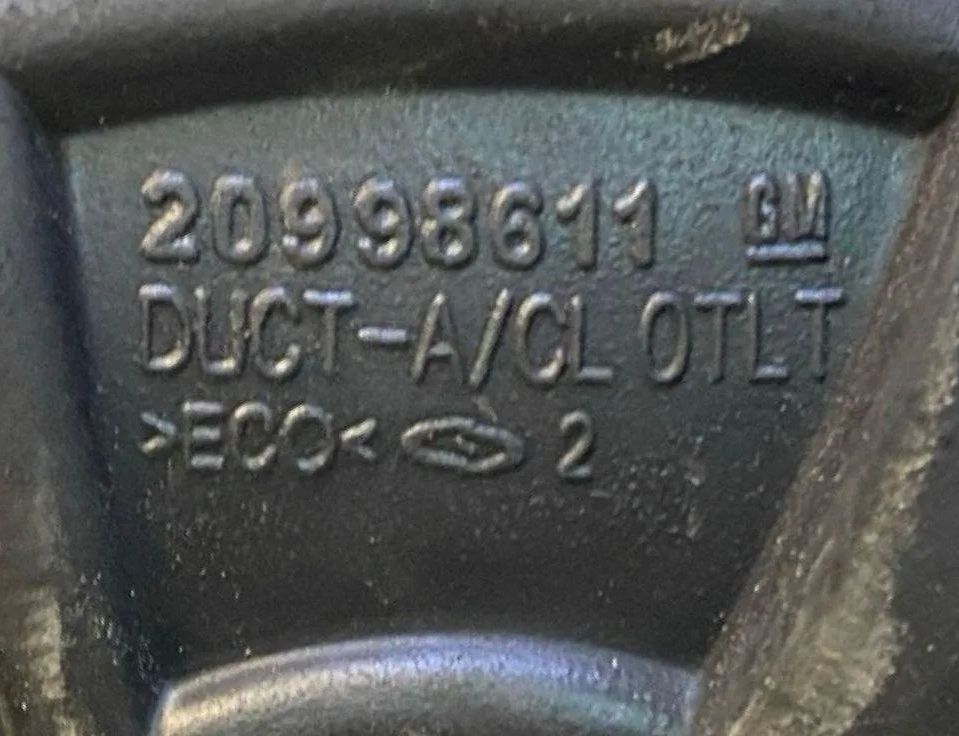 20998611 GM
DUCT-A/CL OTLT
>ECO< 2